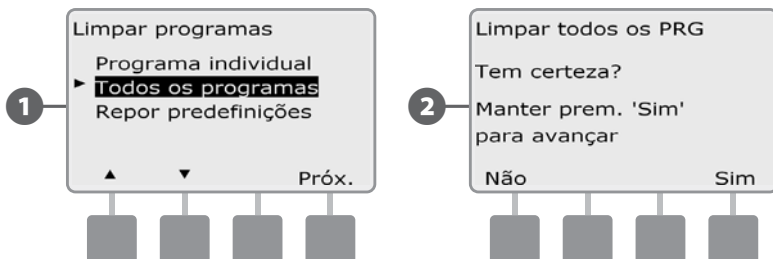 1
Limpar programas
Programa individual
► Todos os programas
Repor predefinições
▲ ▼ Próx.
2
Limpar todos os PRG
Tem certeza?
Manter prem. 'Sim'
para avançar
Não Sim